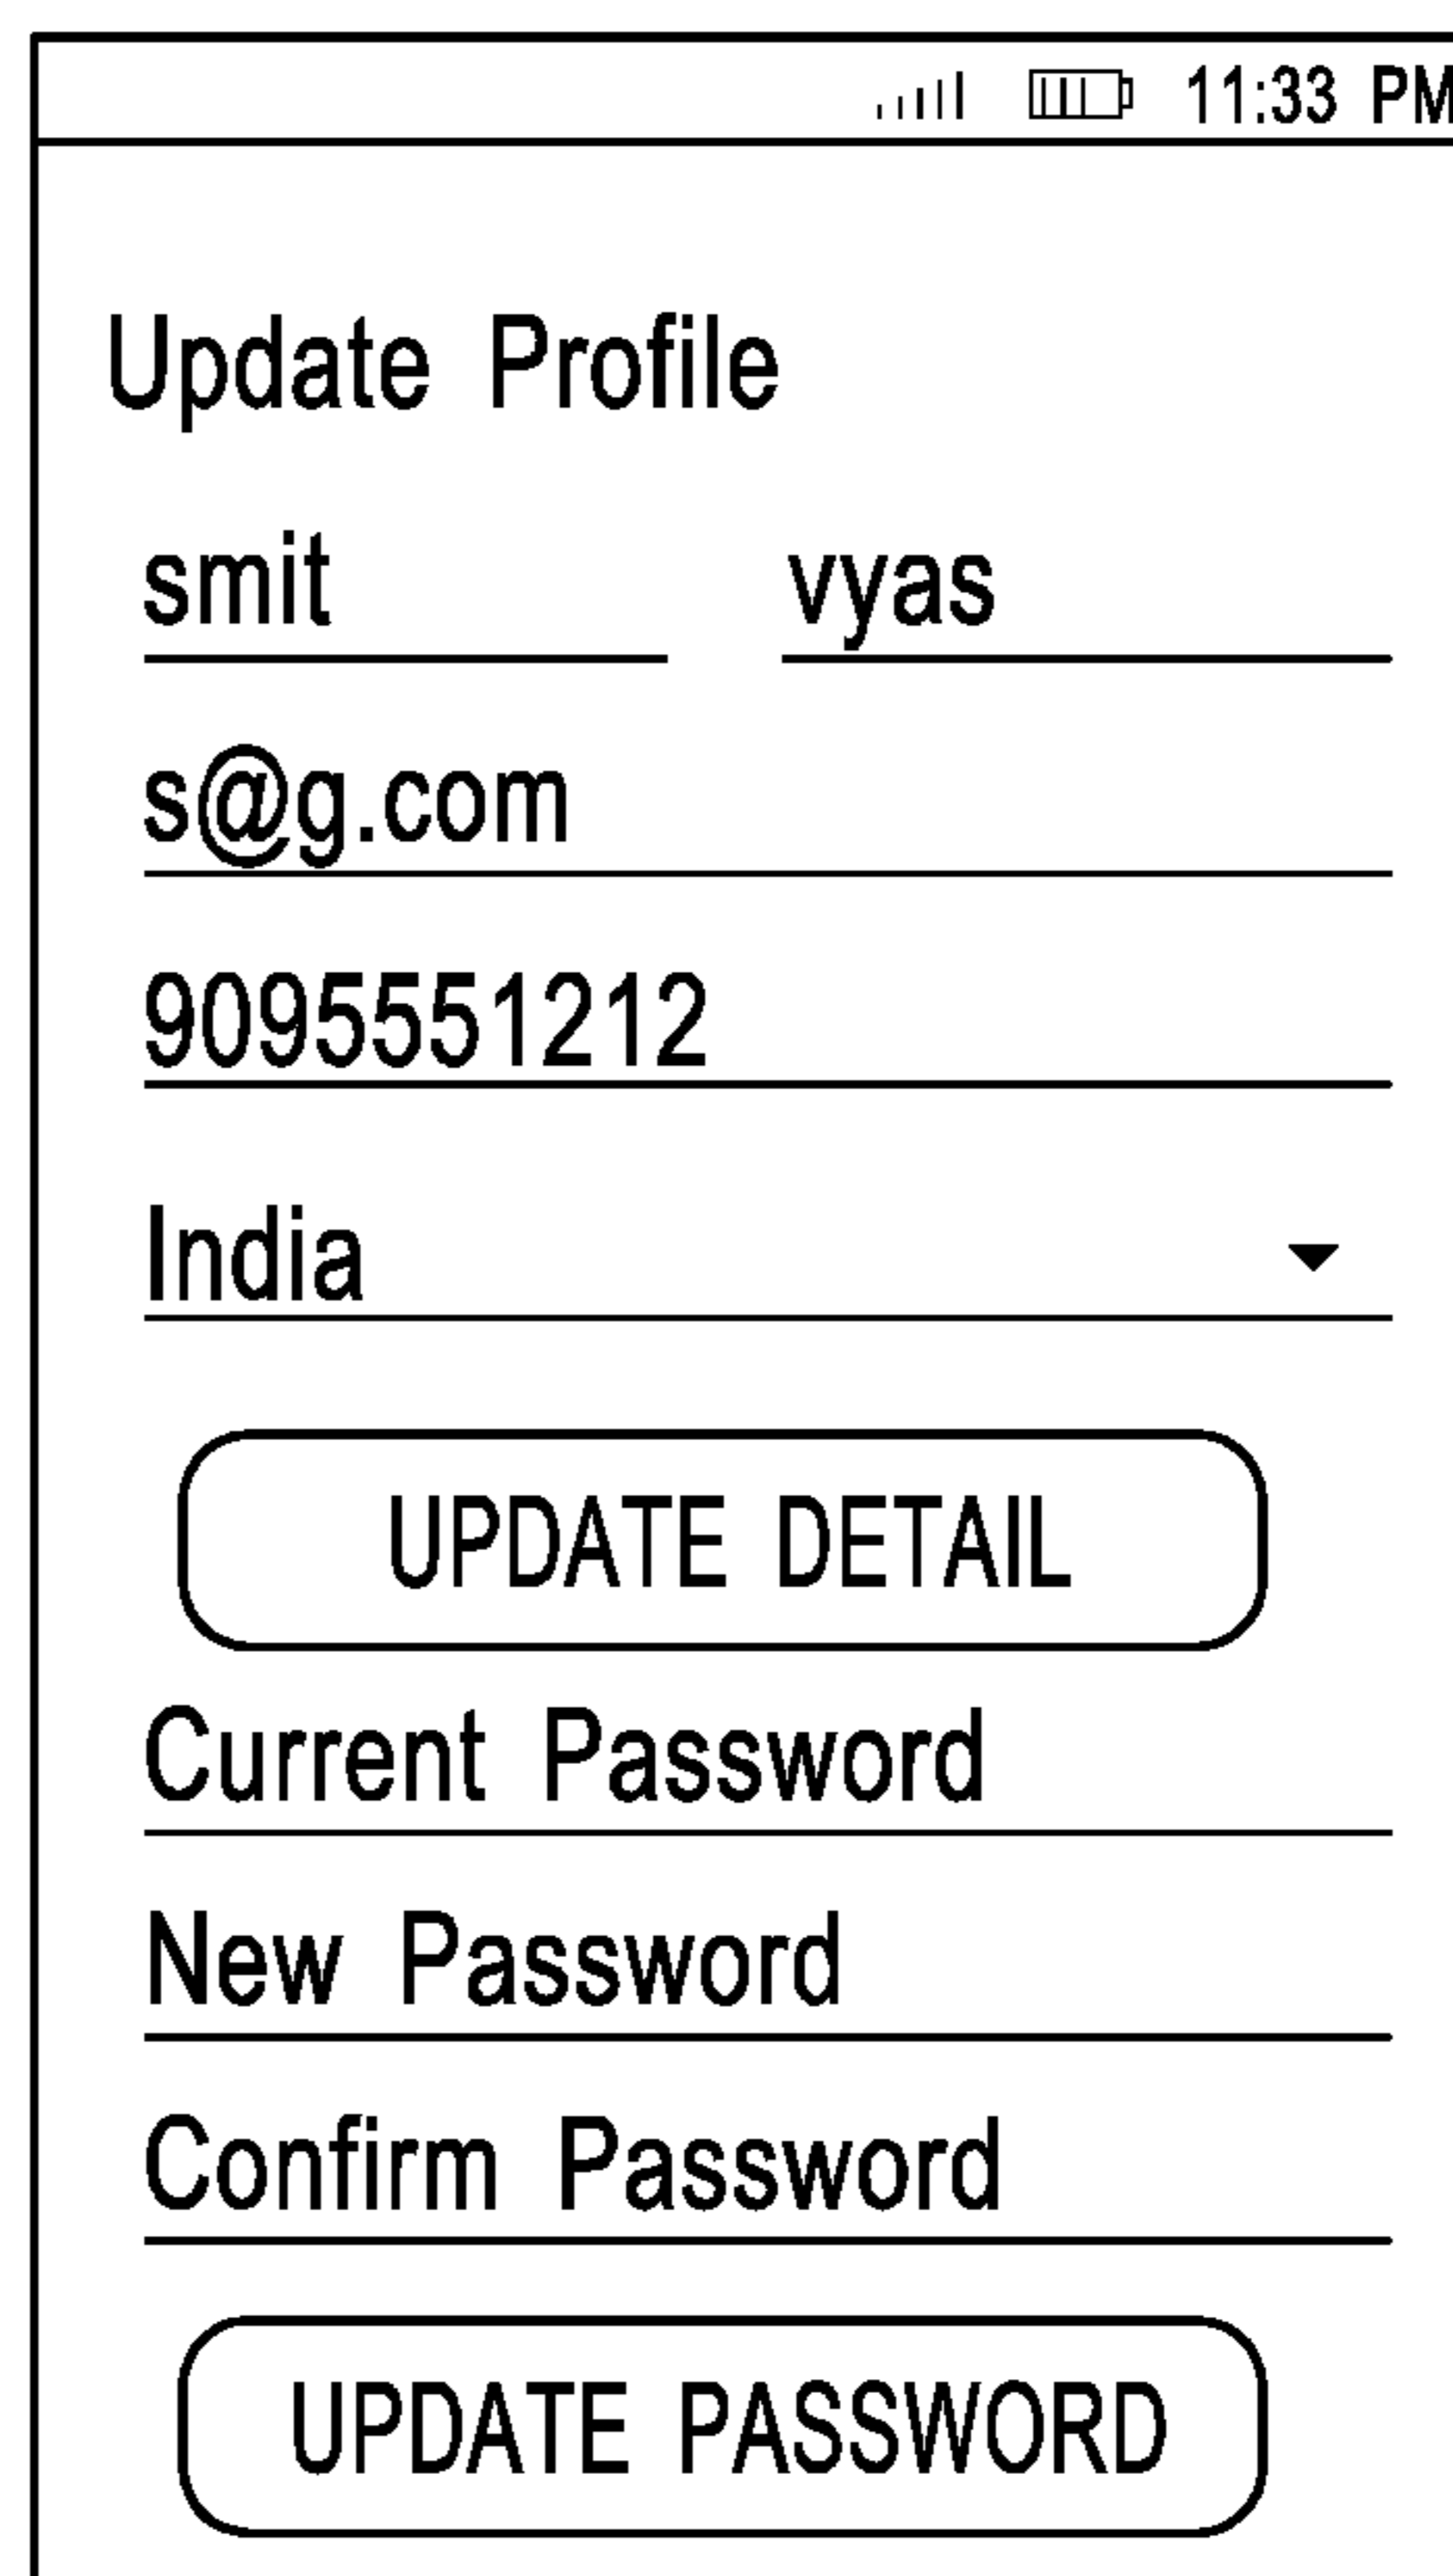 11:33 PM
Update Profile
smit vyas
s@g.com
9095551212
India
UPDATE DETAIL
Current Password
New Password
Confirm Password
UPDATE PASSWORD